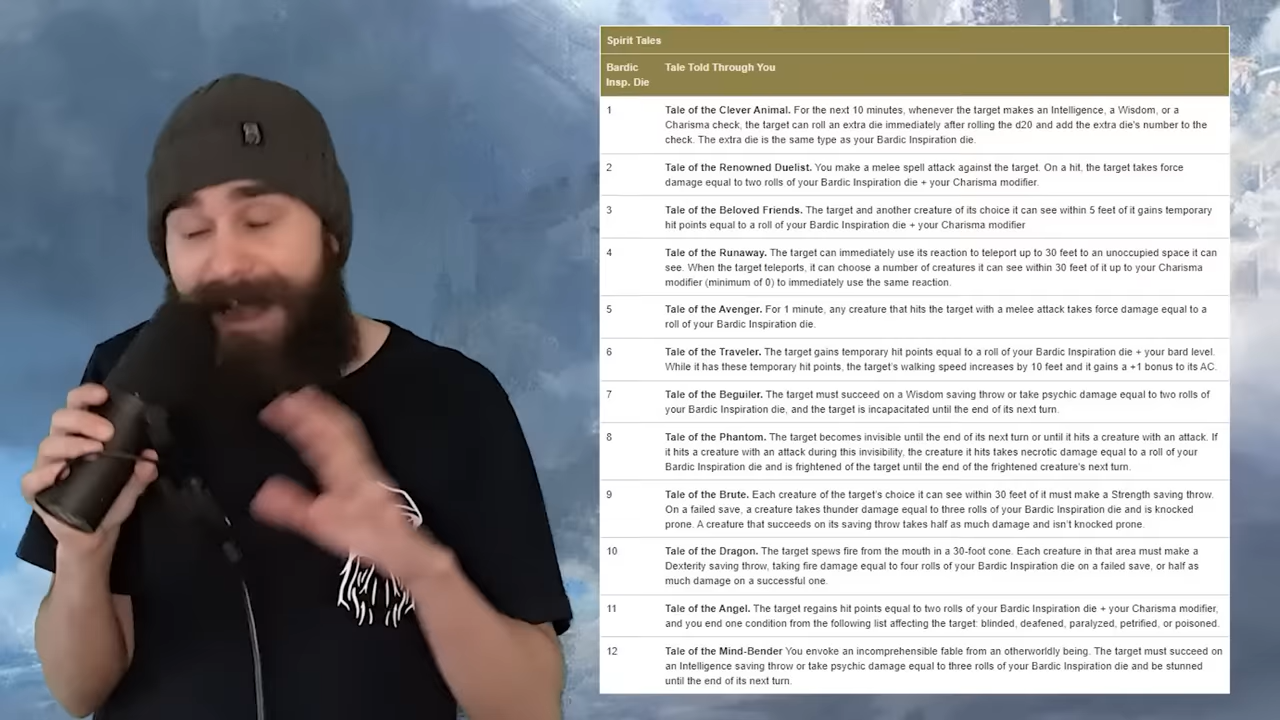 Spirit Tales
Bardic
Insp. Die
Tale Told Through You
1
Tale of the Clever Animal. For the next 10 minutes, whenever the target makes an Intelligence, a Wisdom, or a
Charisma check, the target can roll an extra die immediately after rolling the d20 and add the extra die's number to the
check. The extra die is the same type as your Bardic Inspiration die.
2
Tale of the Renowned Duelist. You make a melee spell attack against the target. On a hit, the target takes force
damage equal to two rolls of your Bardic Inspiration die + your Charisma modifier.
3
Tale of the Beloved Friends. The target and another creature of its choice it can see within 5 feet of it gains temporary
hit points equal to a roll of your Bardic Inspiration die + your Charisma modifier
4
Tale of the Runaway. The target can immediately use its reaction to teleport up to 30 feet to an unoccupied space it can
see. When the target teleports, it can choose a number of creatures it can see within 30 feet of it up to your Charisma
modifier (minimum of 0) to immediately use the same reaction.
5
Tale of the Avenger. For 1 minute, any creature that hits the target with a melee attack takes force damage equal to a
roll of your Bardic Inspiration die.
6
Tale of the Traveler. The target gains temporary hit points equal to a roll of your Bardic Inspiration die + your bard level.
While it has these temporary hit points, the target's walking speed increases by 10 feet and it gains a +1 bonus to its AC.
7
Tale of the Beguiler. The target must succeed on a Wisdom saving throw or take psychic damage equal to two rolls of
your Bardic Inspiration die, and the target is incapacitated until the end of its next turn.
8
Tale of the Phantom. The target becomes invisible until the end of its next turn or until it hits a creature with an attack. If
it hits a creature with an attack during this invisibility, the creature it hits takes necrotic damage equal to a roll of your
Bardic Inspiration die and is frightened of the target until the end of the frightened creature's next turn.
9
Tale of the Brute. Each creature of the target's choice it can see within 30 feet of it must make a Strength saving throw.
On a failed save, a creature takes thunder damage equal to three rolls of your Bardic Inspiration die and is knocked
prone. A creature that succeeds on its saving throw takes half as much damage and isn't knocked prone.
10
Tale of the Dragon. The target spews fire from the mouth in a 30-foot cone. Each creature in that area must make a
Dexterity saving throw, taking fire damage equal to four rolls of your Bardic Inspiration die on a failed save, or half as
much damage on a successful one.
11
Tale of the Angel. The target regains hit points equal to two rolls of your Bardic Inspiration die + your Charisma modifier,
and you end one condition from the following list affecting the target: blinded, deafened, paralyzed, petrified, or poisoned.
12
Tale of the Mind-Bender You envoke an incomprehensible fable from an otherworldly being. The target must succeed on
an Intelligence saving throw or take psychic damage equal to three rolls of your Bardic Inspiration die and be stunned
until the end of its next turn.